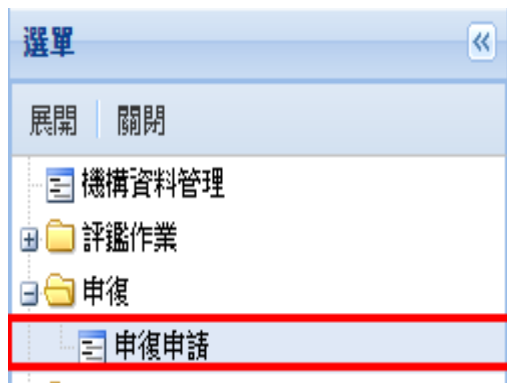 選單
展開 關閉
機構資料管理
評鑑作業
申復
申復申請